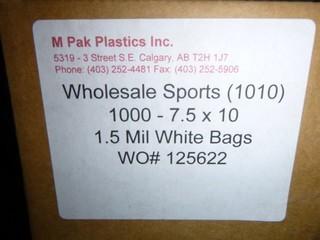 M Pak Plastics Inc.
5319 - 3 Street S.E. Calgary, AB T2H 1J7
Phone: (403) 252-4481 Fax: (403) 252-5906
Wholesale Sports (1010)
1000 - 7.5 x 10
1.5 Mil White Bags
WO# 125622